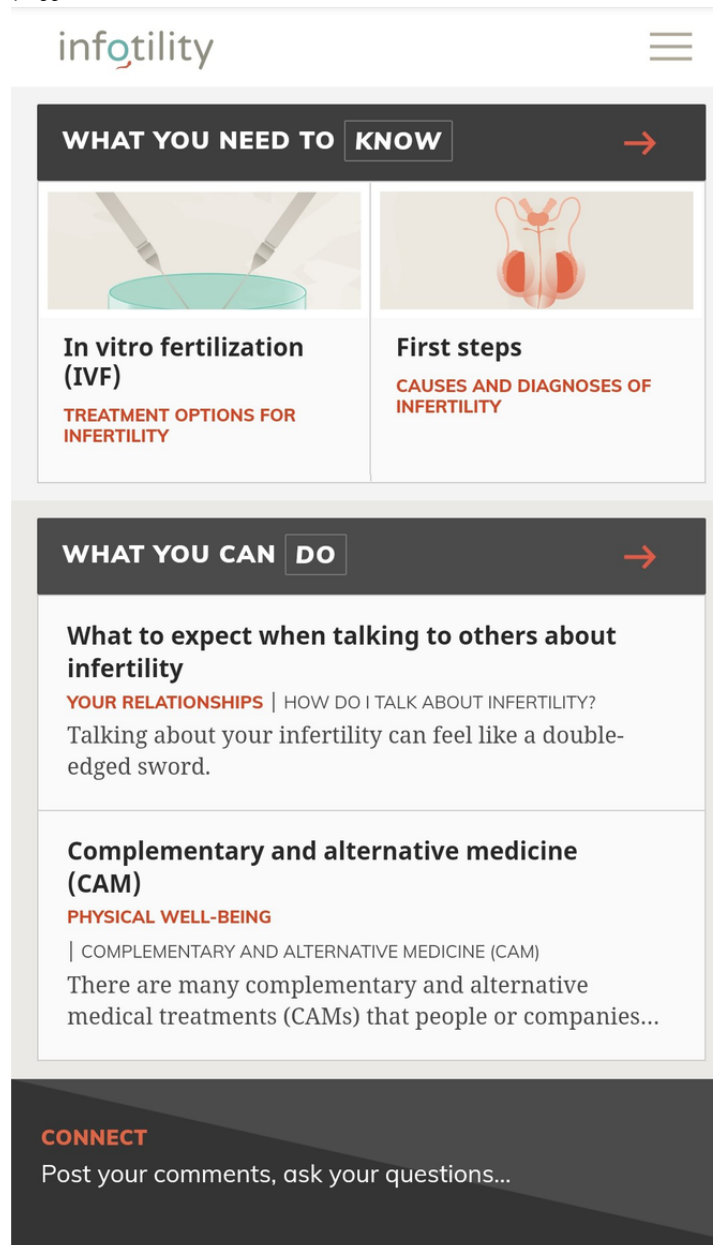 infotility
WHAT YOU NEED TO KNOW
In vitro fertilization
(IVF)
TREATMENT OPTIONS FOR
INFERTILITY
First steps
CAUSES AND DIAGNOSES OF
INFERTILITY
WHAT YOU CAN DO
What to expect when talking to others about
infertility
YOUR RELATIONSHIPS | HOW DO I TALK ABOUT INFERTILITY?
Talking about your infertility can feel like a double-
edged sword.
Complementary and alternative medicine
(CAM)
PHYSICAL WELL-BEING
| COMPLEMENTARY AND ALTERNATIVE MEDICINE (CAM)
There are many complementary and alternative
medical treatments (CAMs) that people or companies...
CONNECT
Post your comments, ask your questions...